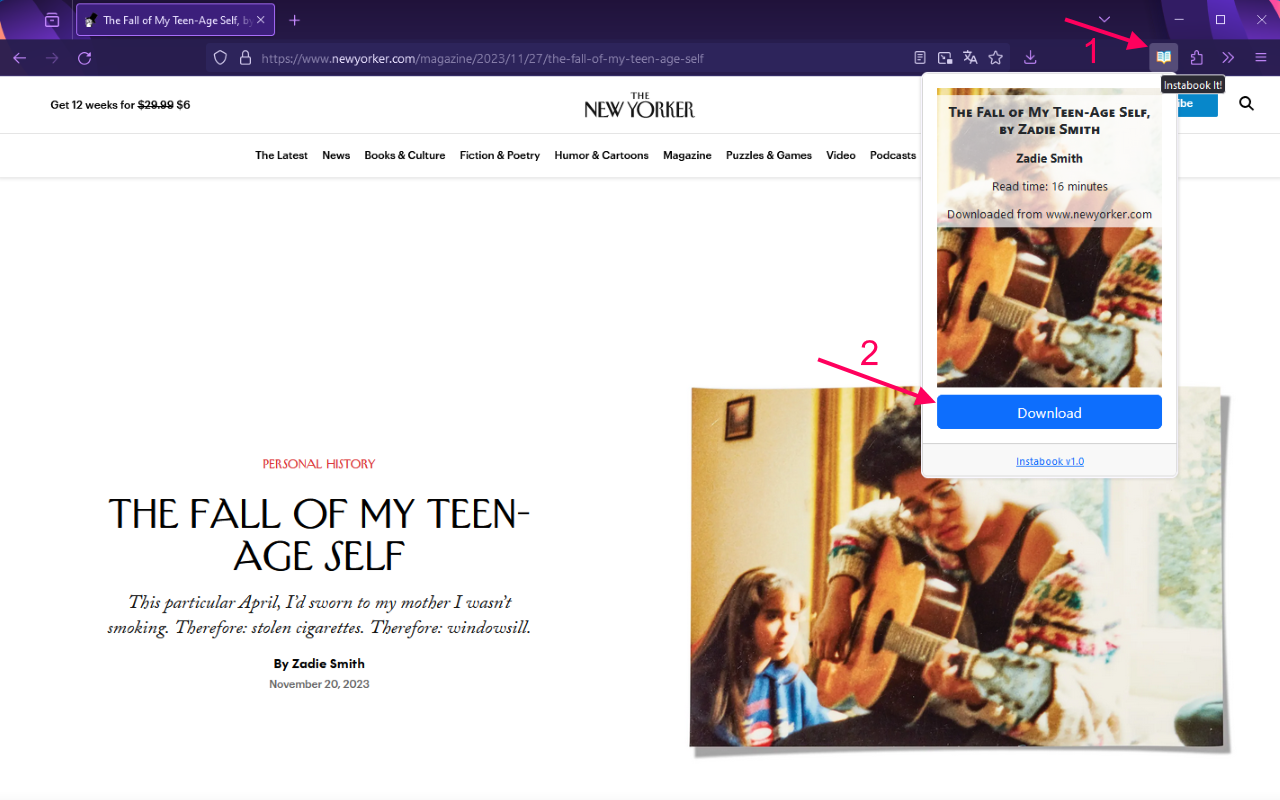 The Fall of My Teen-Age Self, by
https://www.newyorker.com/magazine/2023/11/27/the-fall-of-my-teen-age-self
1
Instabook It!
Get 12 weeks for $29.99 $6
THE
NEW YORKER
The Latest News Books & Culture Fiction & Poetry Humor & Cartoons Magazine Puzzles & Games Video Podcasts
The Fall of My Teen-Age Self,
by Zadie Smith
Zadie Smith
Read time: 16 minutes
Downloaded from www.newyorker.com
2
Download
Instabook v1.0
PERSONAL HISTORY
THE FALL OF MY TEEN-
AGE SELF
This particular April, I'd sworn to my mother I wasn't
smoking. Therefore: stolen cigarettes. Therefore: windowsill.
By Zadie Smith
November 20, 2023